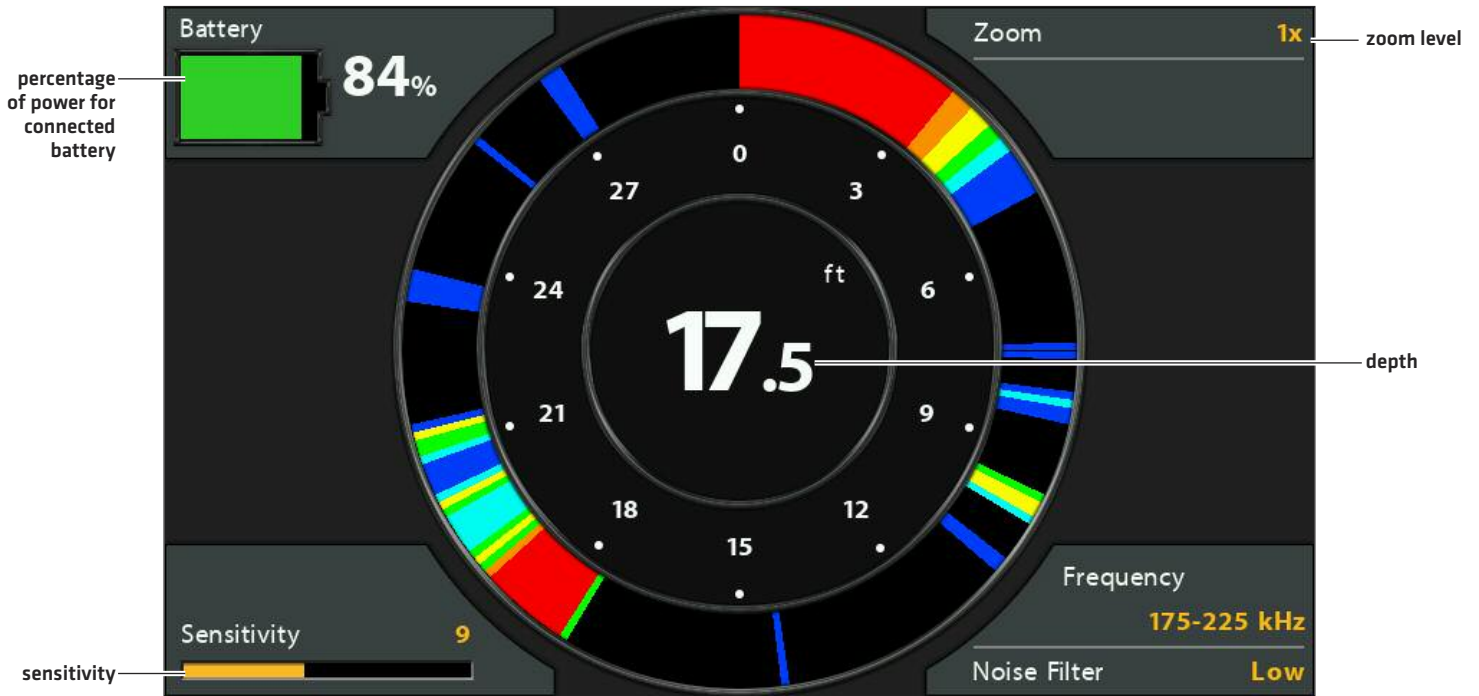 Battery
84%
percentage
of power for
connected
battery
Zoom 1x
zoom level
0
3
6
9
12
15
18
21
24
27
ft
17.5
depth
Sensitivity 9
sensitivity
Frequency
175-225 kHz
Noise Filter Low